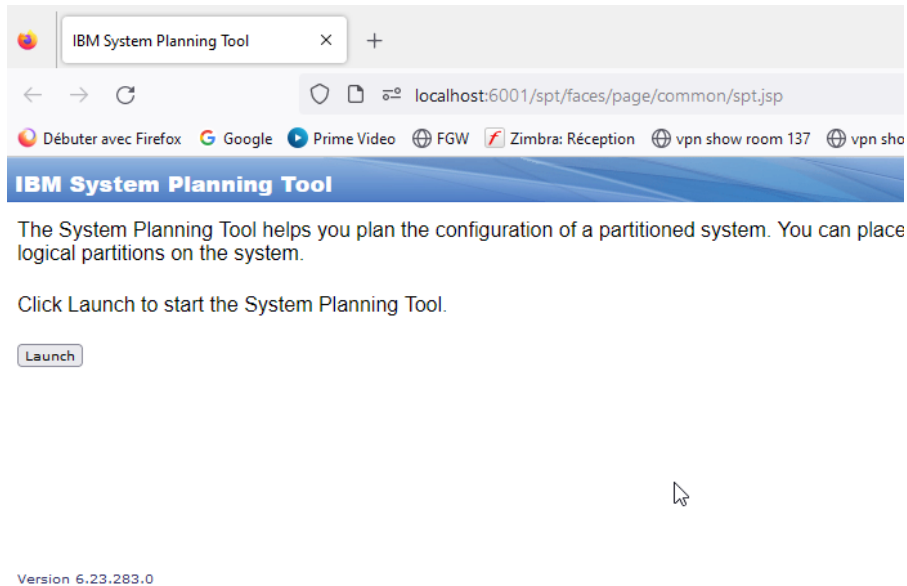 IBM System Planning Tool
localhost:6001/spt/faces/page/common/spt.jsp
Débuter avec Firefox Google Prime Video FGW Zimbra: Réception vpn show room 137 vpn sho
IBM System Planning Tool
The System Planning Tool helps you plan the configuration of a partitioned system. You can place
logical partitions on the system.
Click Launch to start the System Planning Tool.
Launch
Version 6.23.283.0